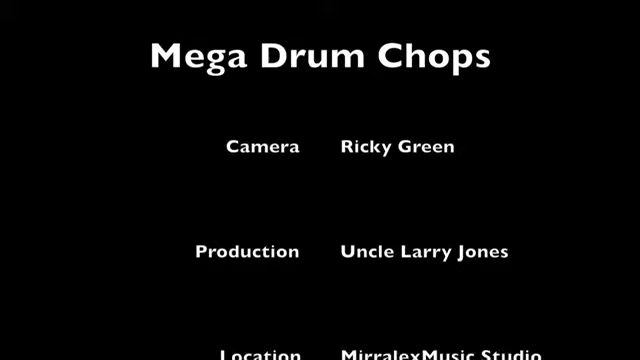 Mega Drum Chops
Camera Ricky Green
Production Uncle Larry Jones
Location MirralexMusic Studio